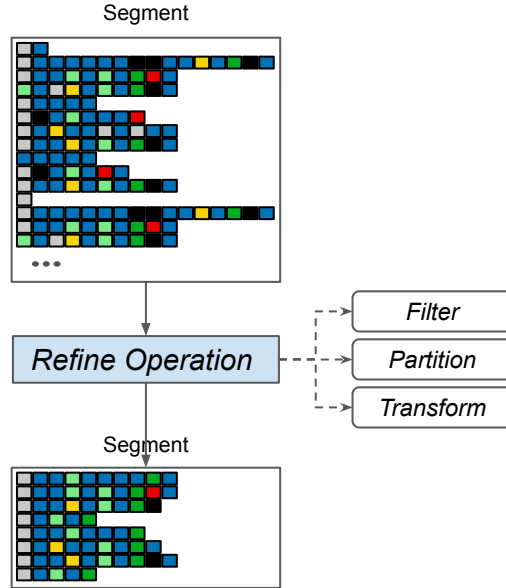 Segment
...
Refine Operation
Filter
Partition
Transform
Segment